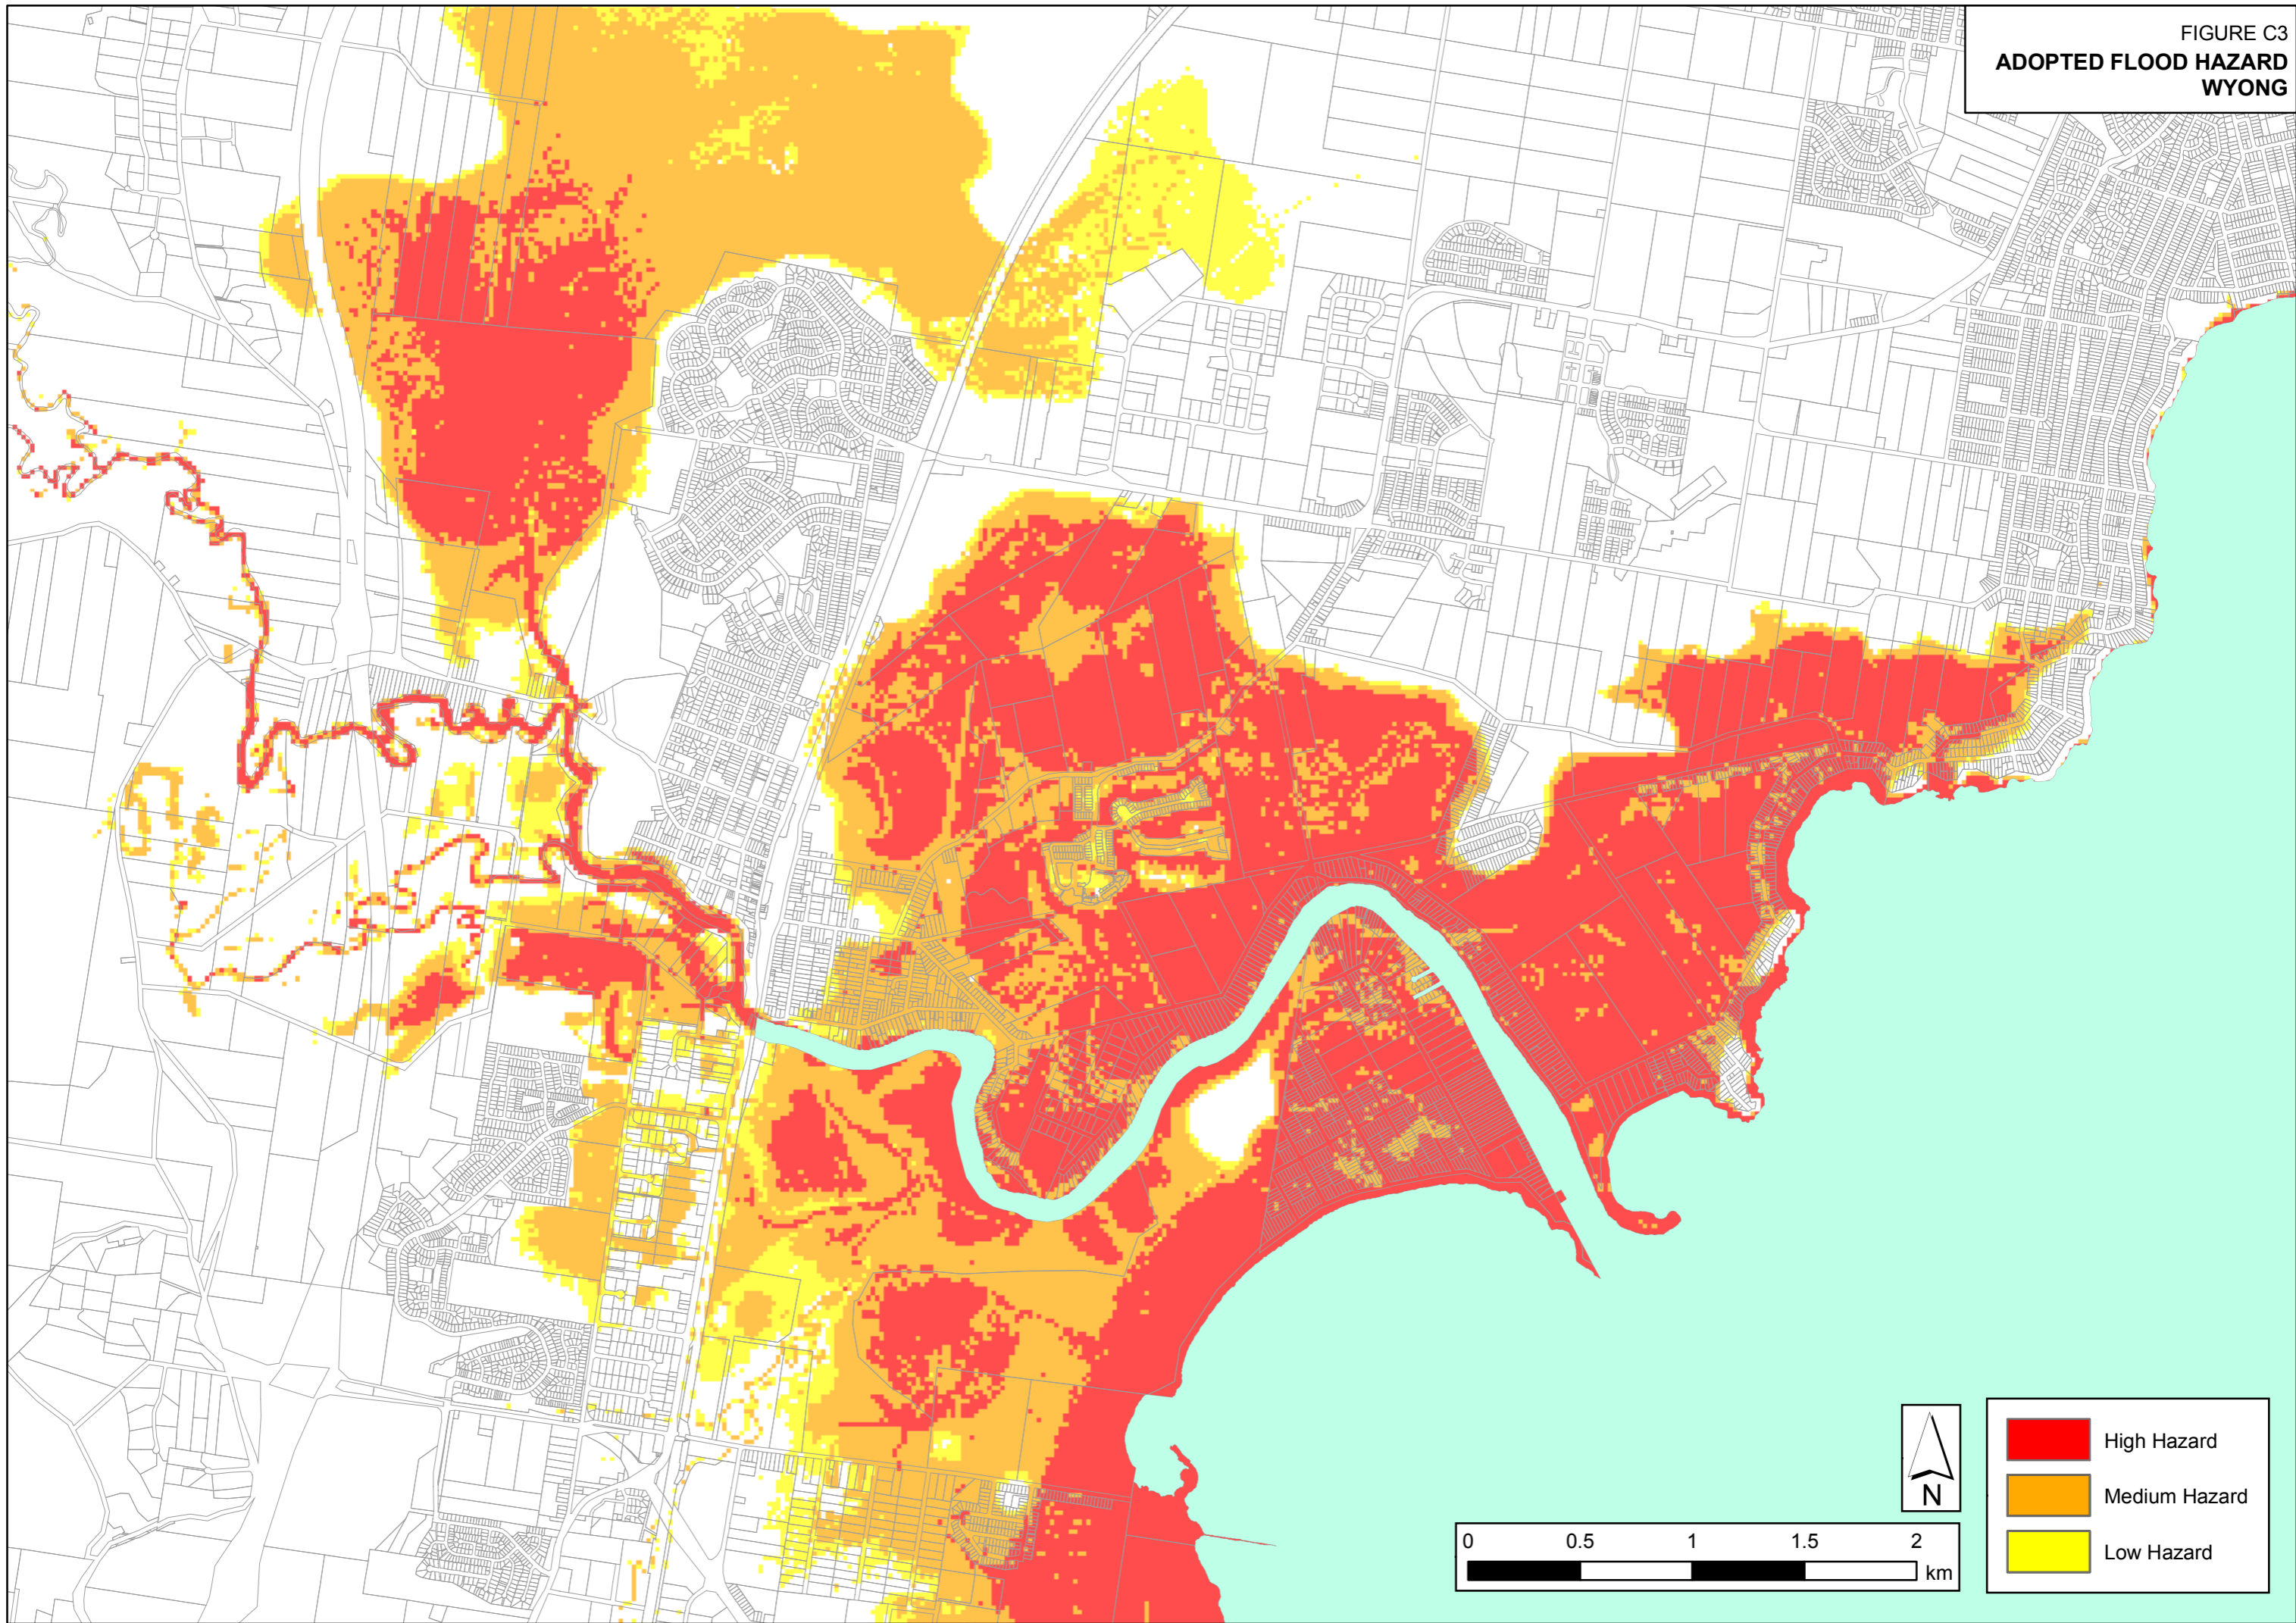 FIGURE C3
ADOPTED FLOOD HAZARD
WYONG
N
0 0.5 1 1.5 2
km
High Hazard
Medium Hazard
Low Hazard